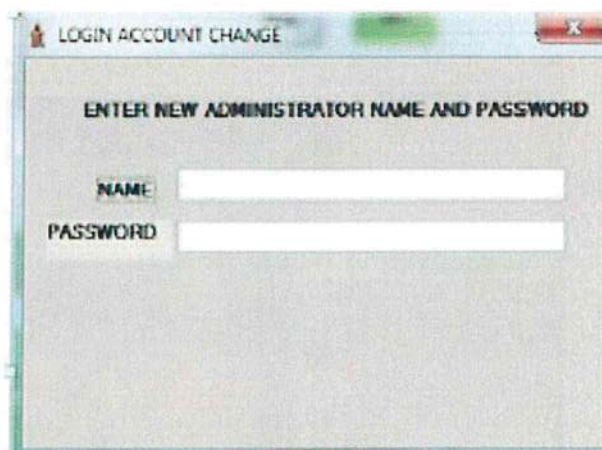 LOGIN ACCOUNT CHANGE
ENTER NEW ADMINISTRATOR NAME AND PASSWORD
NAME
PASSWORD